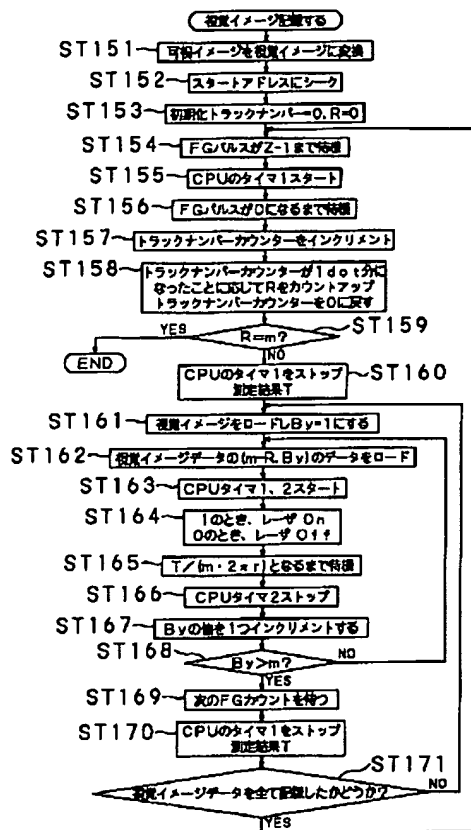 視覚イメージ記録する
ST151
可視イメージを視覚イメージに変換
ST152
スタートアドレスにシーク
ST153
初期化トラックナンバー=0.R=0
ST154
FGパルスがZ-1まで待機
ST155
CPUのタイマ1スタート
ST156
FGパルスが0になるまで待機
ST157
トラックナンバーカウンターをインクリメント
ST158
トラックナンバーカウンターが1dot分に
なったことに応じてRをカウントアップ
トラックナンバーカウンターを0に戻す
ST159
R=m?
YES
END
NO
ST160
CPUのタイマ1をストップ
測定結果T
ST161
視覚イメージをロードしBy=1にする
ST162
視覚イメージデータの(m-R,By)のデータをロード
ST163
CPUタイマ1、2スタート
ST164
1のとき、レーザ On
0のとき、レーザ Off
ST165
T/(m・2πr)となるまで待機
ST166
CPUタイマ2ストップ
ST167
Byの値を1つインクリメントする
ST168
By>m?
NO
YES
ST169
次のFGカウントを待つ
ST170
CPUのタイマ1をストップ
測定結果T
ST171
視覚イメージデータを全て記録したかどうか?
NO
YES